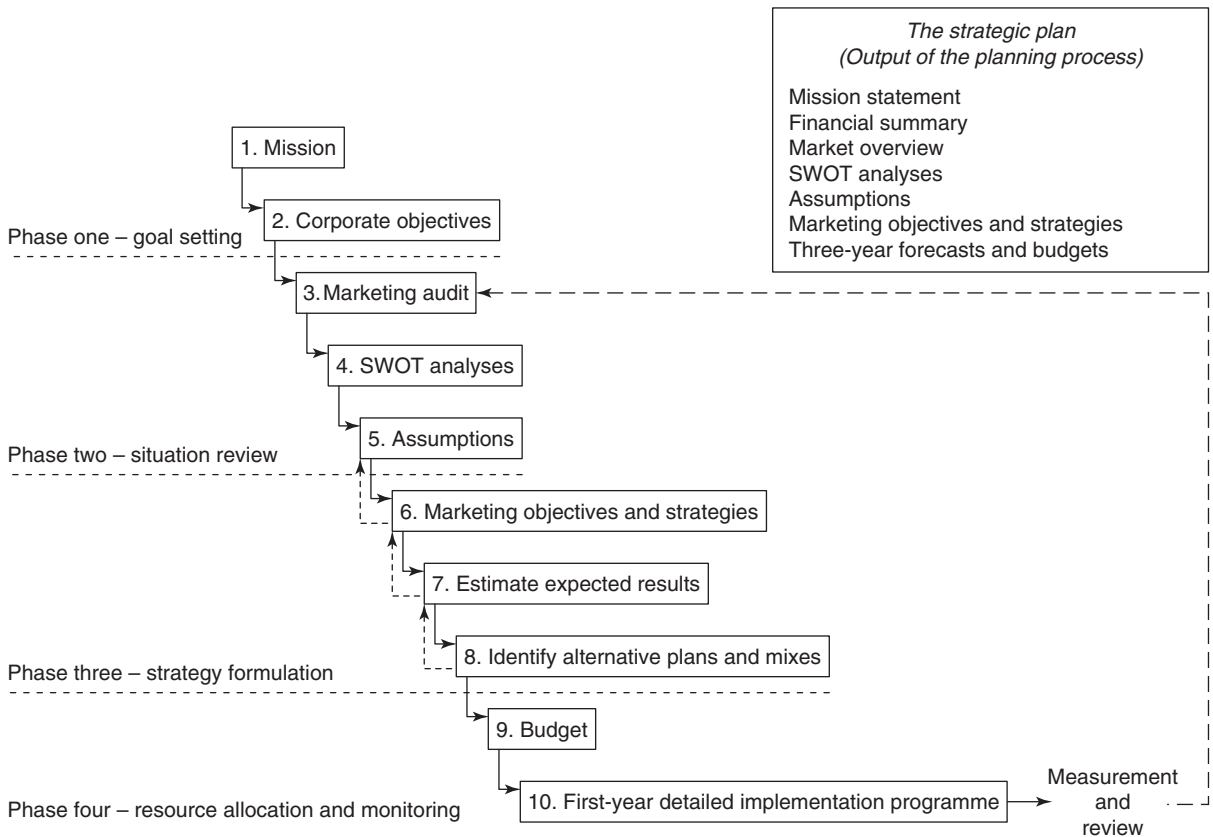 The strategic plan
(Output of the planning process)
Mission statement
Financial summary
Market overview
SWOT analyses
Assumptions
Marketing objectives and strategies
Three-year forecasts and budgets
1. Mission
2. Corporate objectives
Phase one – goal setting
3. Marketing audit
4. SWOT analyses
5. Assumptions
Phase two – situation review
6. Marketing objectives and strategies
7. Estimate expected results
8. Identify alternative plans and mixes
Phase three – strategy formulation
9. Budget
10. First-year detailed implementation programme
Measurement
and
review
Phase four – resource allocation and monitoring